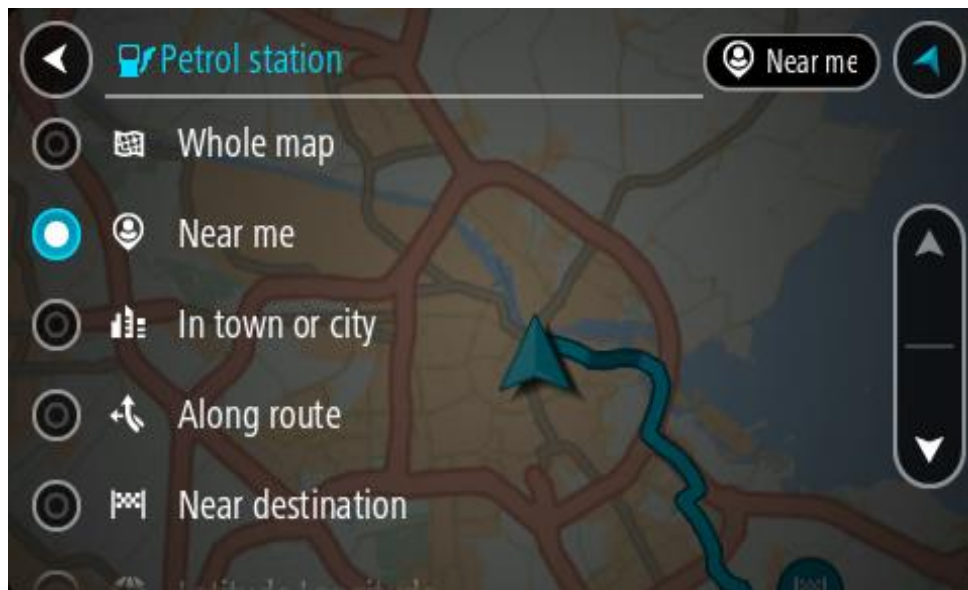 Petrol station
Near me
Whole map
Near me
In town or city
Along route
Near destination